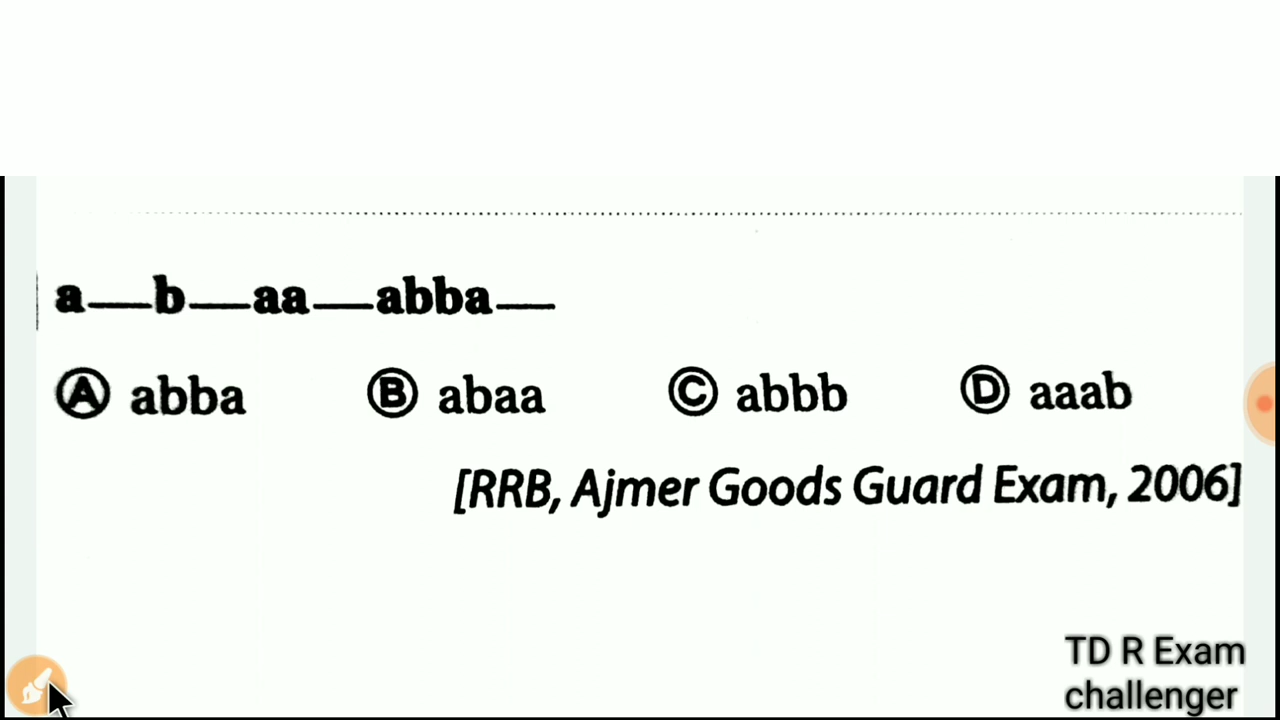 a__b__aa__abba__
Ⓐ abba Ⓑ abaa Ⓒ abbb Ⓓ aaab
[RRB, Ajmer Goods Guard Exam, 2006]
TD R Exam
challenger